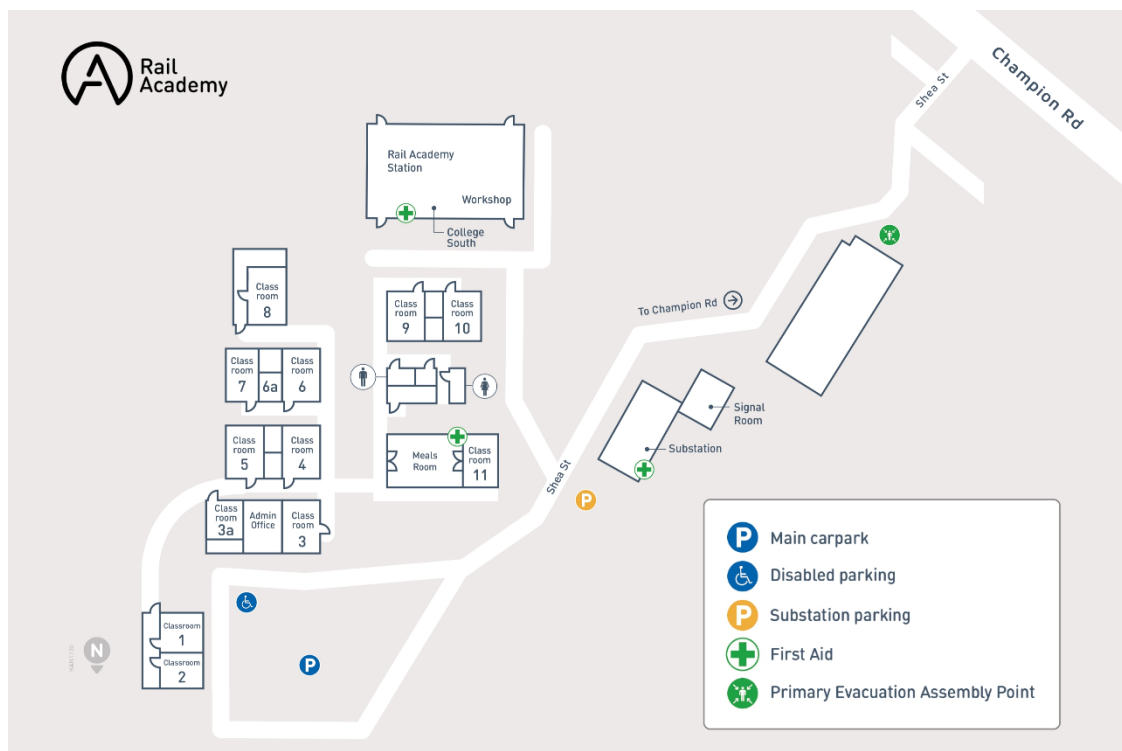 Rail
Academy
Champion Rd
Shea St
Rail Academy
Station
Workshop
College
South
Class
room
8
Class
room
9
Class
room
10
To Champion Rd
Class
room
7
6a
Class
room
6
Signal
Room
Substation
Class
room
5
Class
room
4
Meals
Room
Class
room
11
Shea St
P
Class
room
3a
Admin
Office
Class
room
3
Classroom
1
Classroom
2
N
P
P Main carpark
Disabled parking
P Substation parking
First Aid
Primary Evacuation Assembly Point